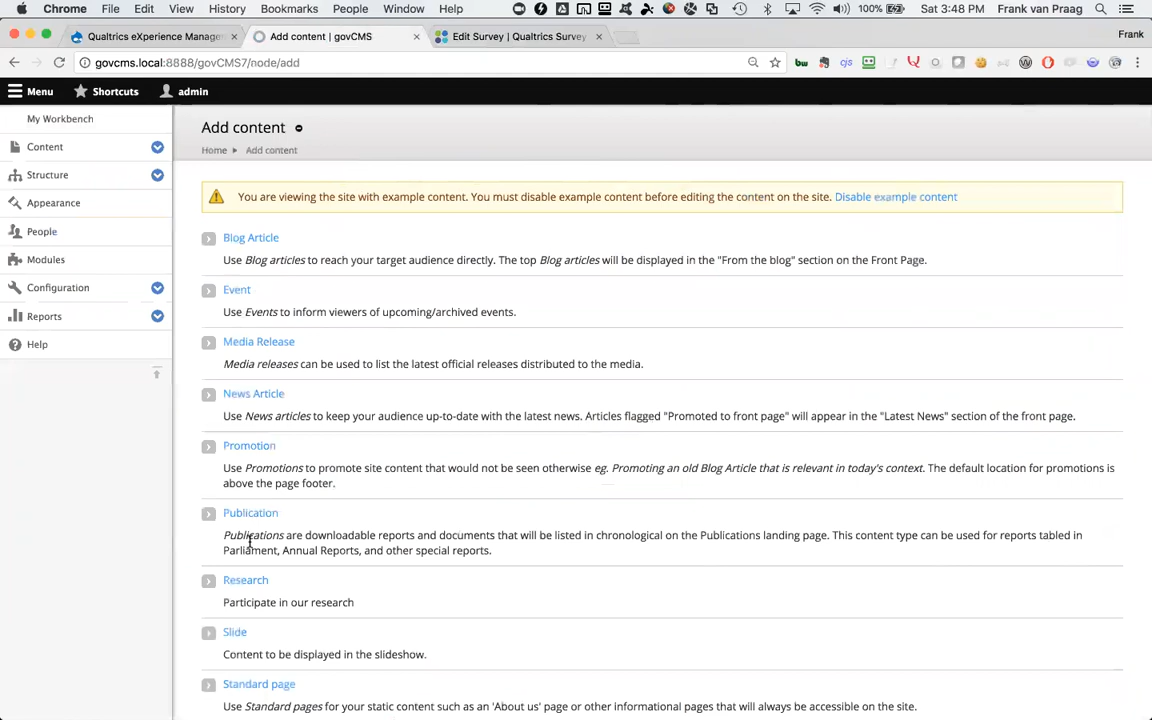 Chrome File Edit View History Bookmarks People Window Help 100% Sat 3:48 PM Frank van Praag
Qualtrics eXperience Manage × Add content | govCMS × Edit Survey | Qualtrics Survey × Frank
govcms.local:8888/govCMS7/node/add
Menu Shortcuts admin
My Workbench
Content
Structure
Appearance
People
Modules
Configuration
Reports
Help
Add content
Home Add content
You are viewing the site with example content. You must disable example content before editing the content on the site. Disable example content
Blog Article
Use Blog articles to reach your target audience directly. The top Blog articles will be displayed in the "From the blog" section on the Front Page.
Event
Use Events to inform viewers of upcoming/archived events.
Media Release
Media releases can be used to list the latest official releases distributed to the media.
News Article
Use News articles to keep your audience up-to-date with the latest news. Articles flagged "Promoted to front page" will appear in the "Latest News" section of the front page.
Promotion
Use Promotions to promote site content that would not be seen otherwise eg. Promoting an old Blog Article that is relevant in today's context. The default location for promotions is
above the page footer.
Publication
Publications are downloadable reports and documents that will be listed in chronological on the Publications landing page. This content type can be used for reports tabled in
Parliament, Annual Reports, and other special reports.
Research
Participate in our research
Slide
Content to be displayed in the slideshow.
Standard page
Use Standard pages for your static content such as an 'About us' page or other informational pages that will always be accessible on the site.